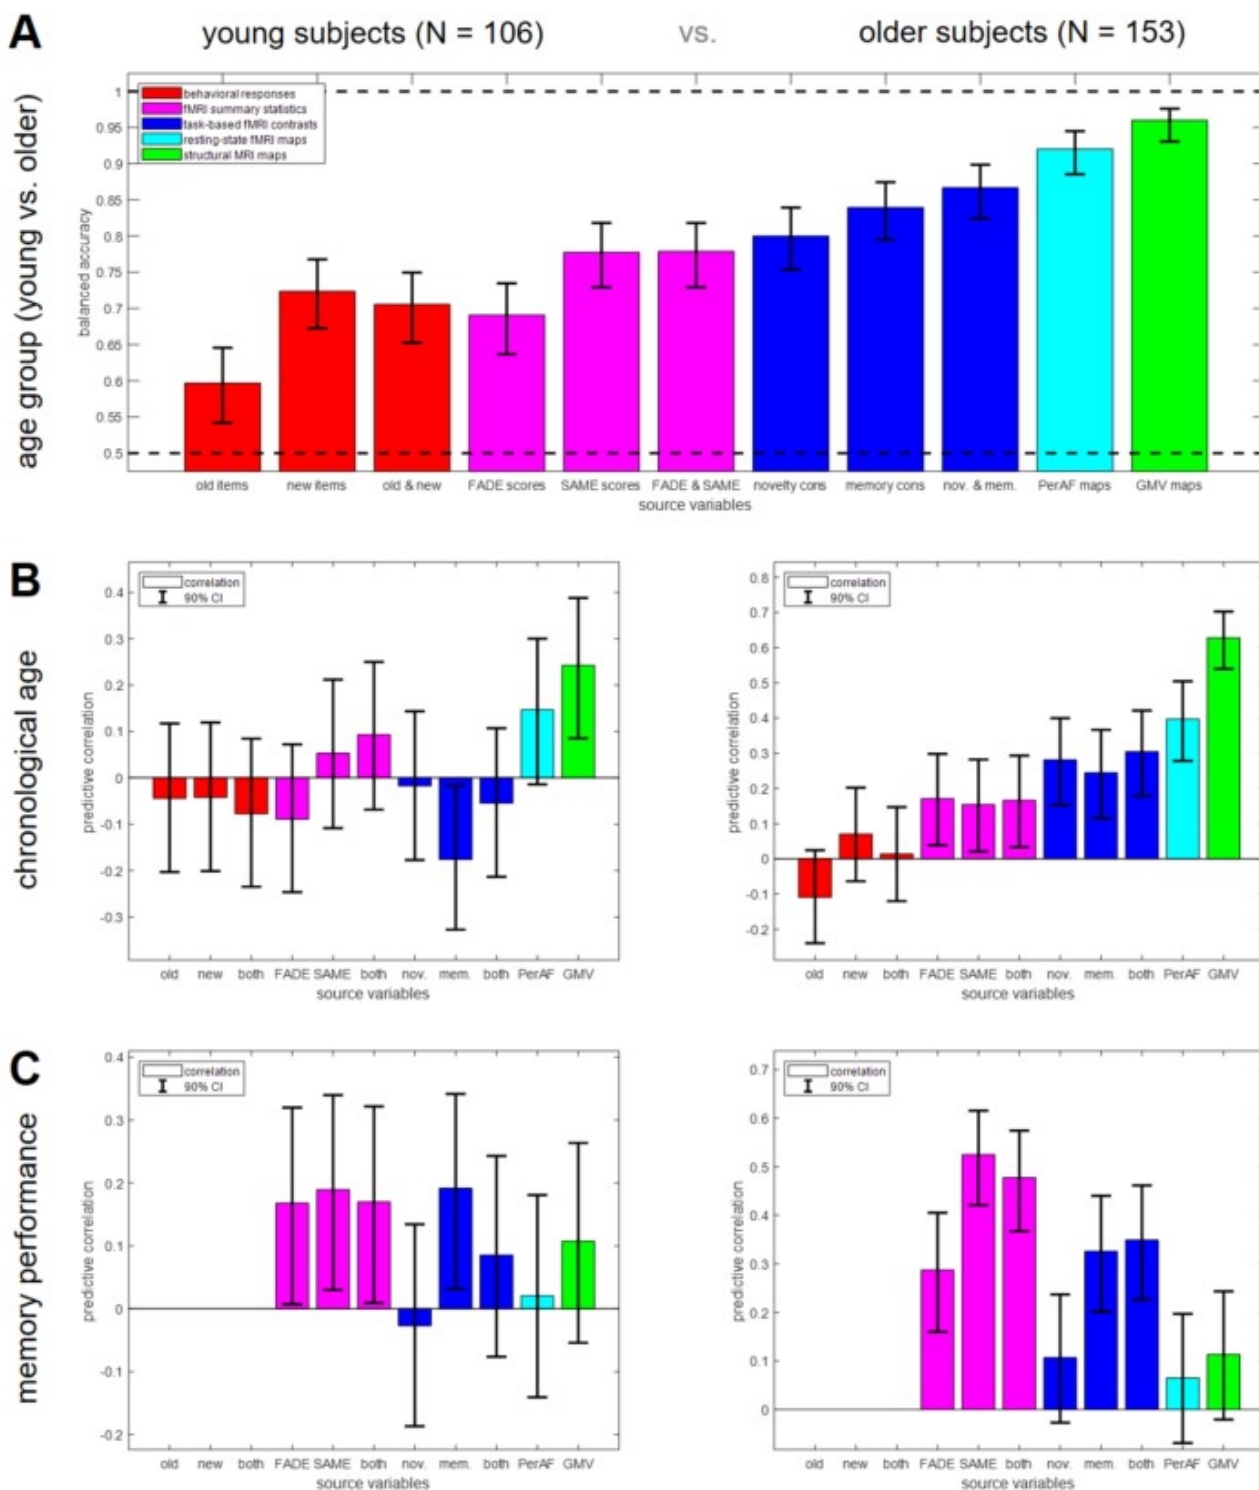 A
young subjects (N = 106) vs. older subjects (N = 153)
age group (young vs. older)
behavioral responses
fMRI summary statistics
task-based fMRI contrasts
resting-state fMRI maps
structural MRI maps
balanced accuracy
1
0.95
0.9
0.85
0.8
0.75
0.7
0.65
0.6
0.55
0.5
old items new items old & new FADE scores SAME scores FADE & SAME novelty cons memory cons nov. & mem. PerAF maps GMV maps
source variables
B
chronological age
correlation
90% CI
predictive correlation
0.4
0.3
0.2
0.1
0
-0.1
-0.2
-0.3
old new both FADE SAME both nov. mem. both PerAF GMV
source variables
correlation
90% CI
predictive correlation
0.8
0.7
0.6
0.5
0.4
0.3
0.2
0.1
0
-0.1
-0.2
old new both FADE SAME both nov. mem. both PerAF GMV
source variables
C
memory performance
correlation
90% CI
predictive correlation
0.4
0.3
0.2
0.1
0
-0.1
-0.2
old new both FADE SAME both nov. mem. both PerAF GMV
source variables
correlation
90% CI
predictive correlation
0.7
0.6
0.5
0.4
0.3
0.2
0.1
0
old new both FADE SAME both nov. mem. both PerAF GMV
source variables